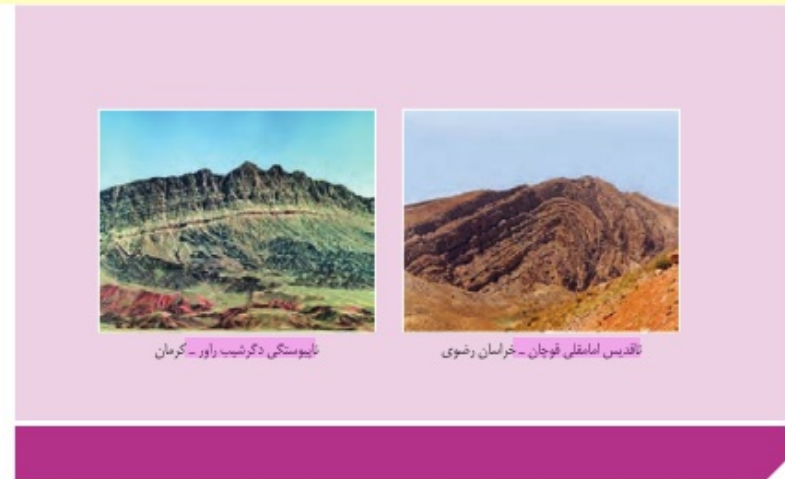 تاقدیس امامقلی قوچان ـ خراسان رضوی
ناپیوستگی دگرشیب راور ـ کرمان